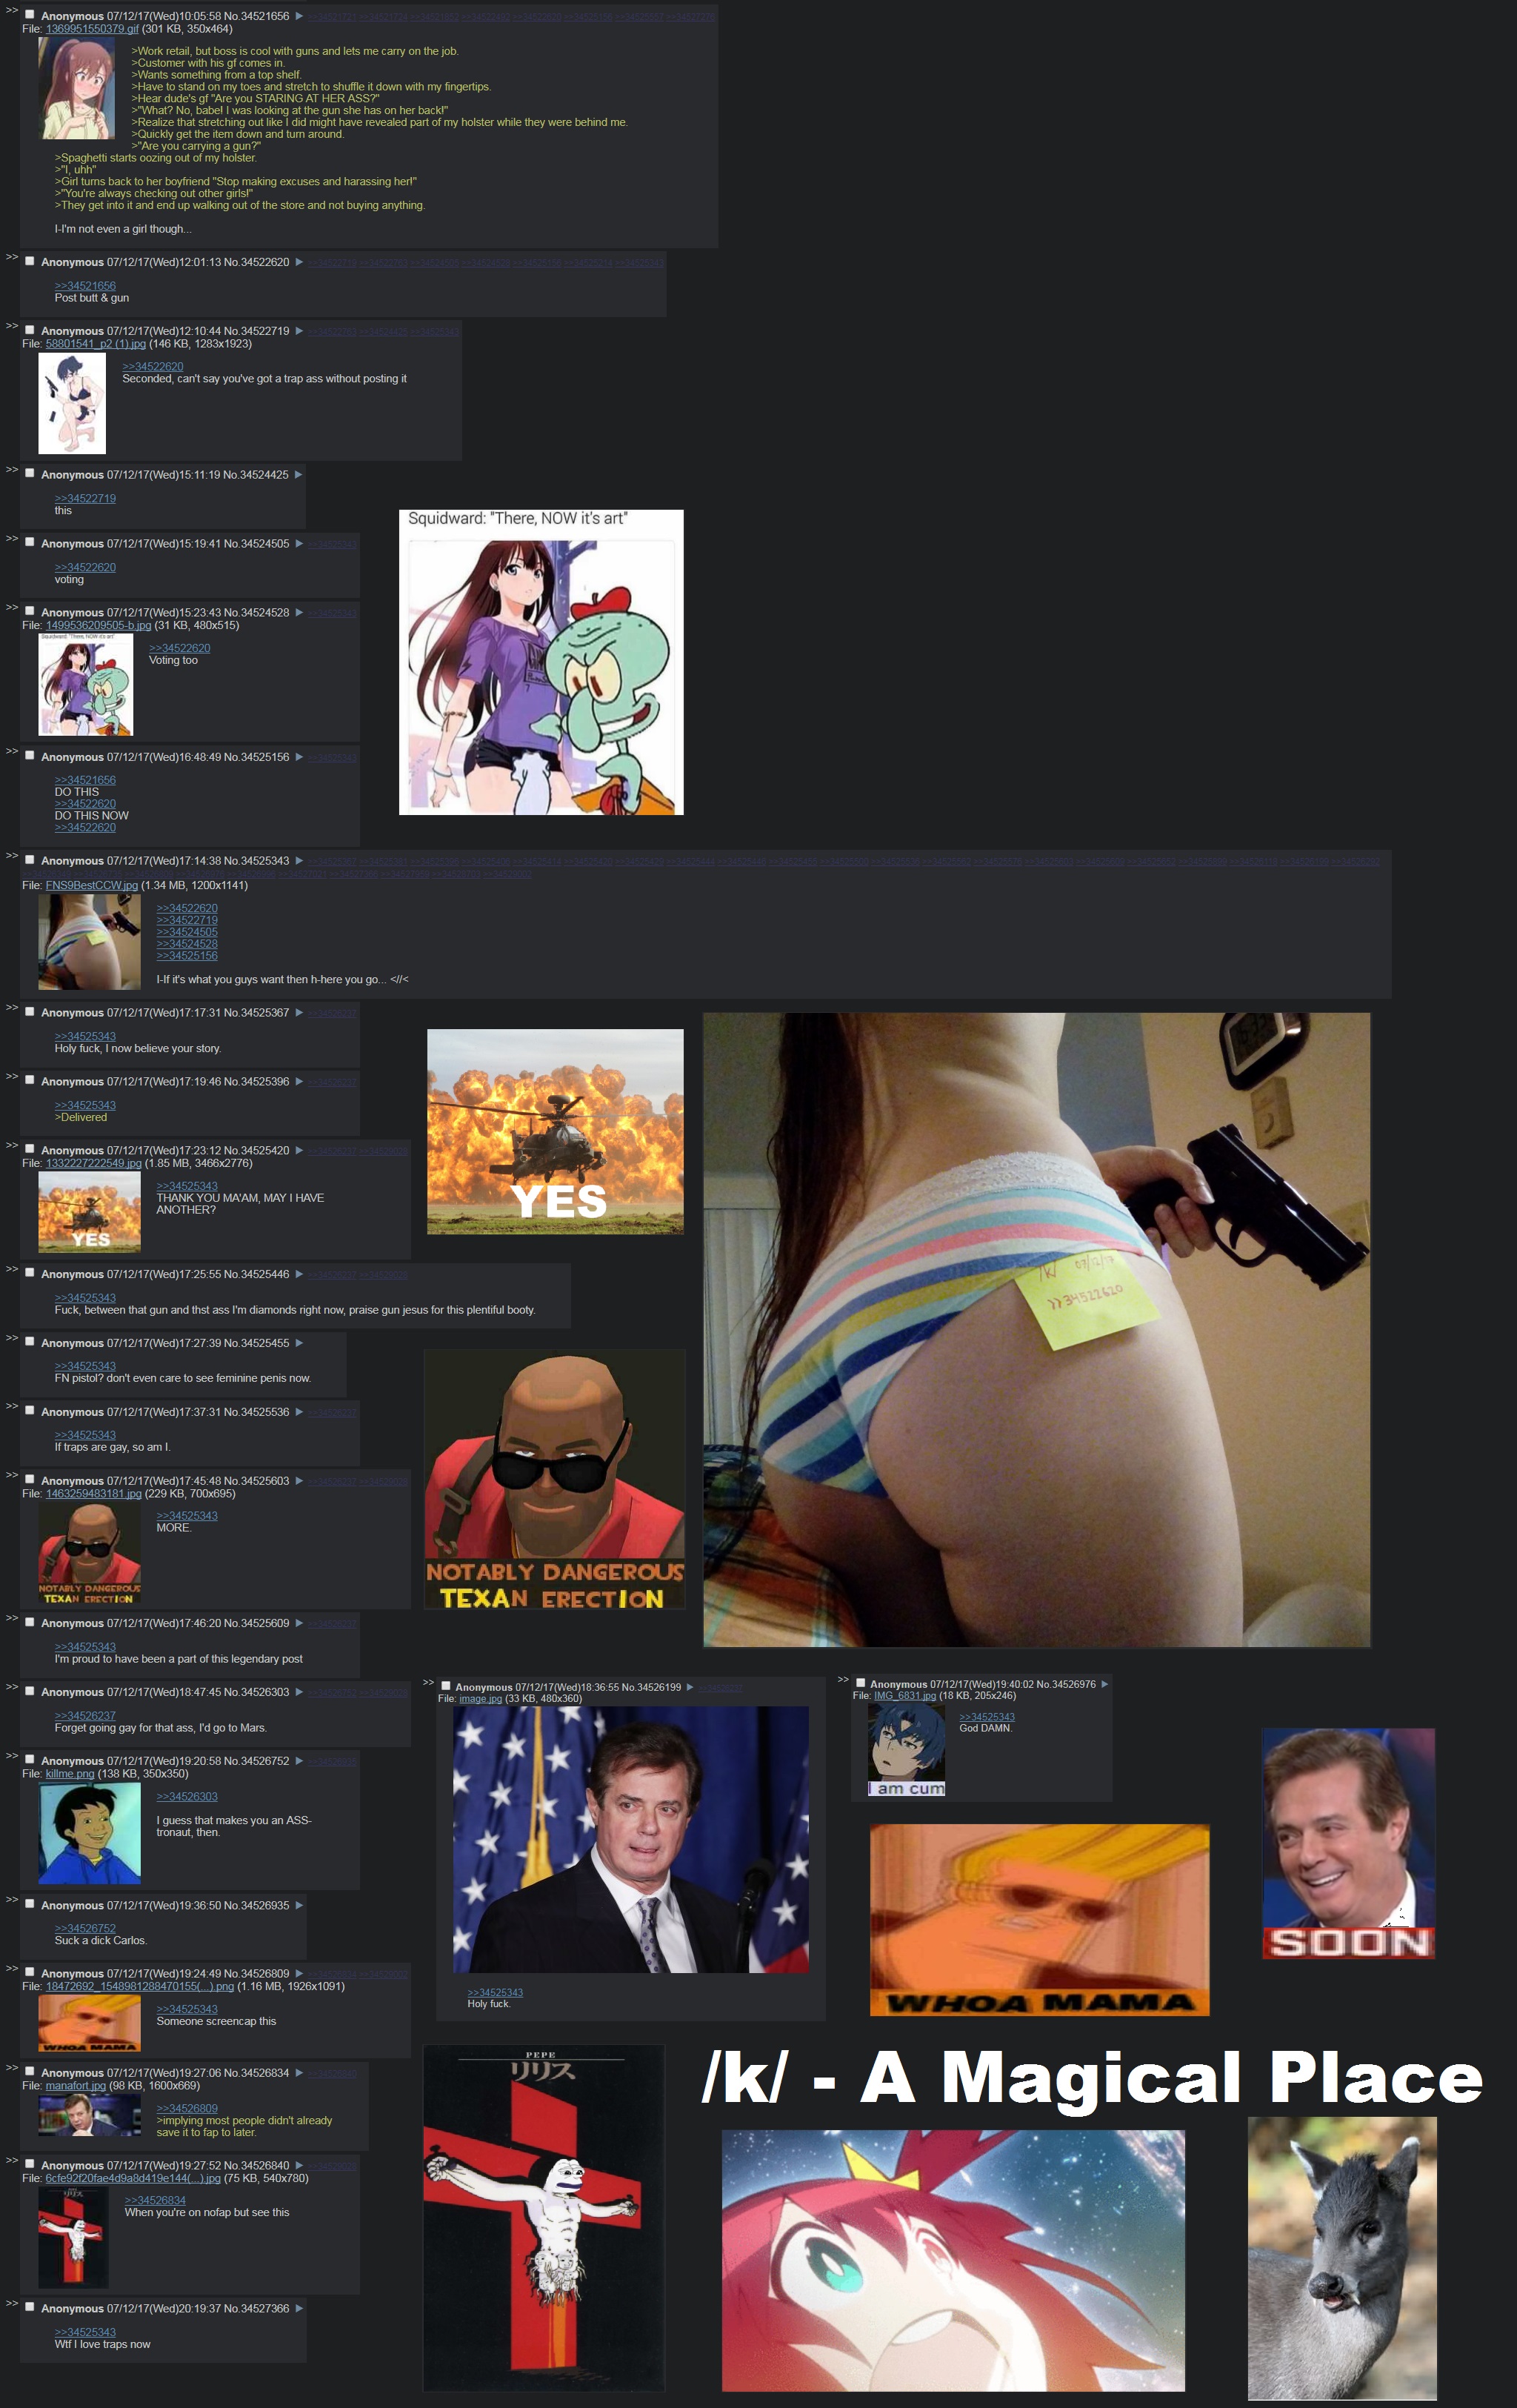 >> Anonymous 07/12/17(Wed)10:05:58 No.34521656 ▶
File: 1369951550379.gif (301 KB, 350x464)
>Work retail, but boss is cool with guns and lets me carry on the job.
>Customer with his gf comes in.
>Wants something from a top shelf.
>Have to stand on my toes and stretch to shuffle it down with my fingertips.
>Hear dude's gf "Are you STARING AT HER ASS?"
>"What? No, babe! I was looking at the gun she has on her back!"
>Realize that stretching out like I did might have revealed part of my holster while they were behind me.
>Quickly get the item down and turn around.
>"Are you carrying a gun?"
>Spaghetti starts oozing out of my holster.
>"I, uhh"
>Girl turns back to her boyfriend "Stop making excuses and harassing her!"
>"You're always checking out other girls!"
>They get into it and end up walking out of the store and not buying anything.
I-I'm not even a girl though...
>> Anonymous 07/12/17(Wed)12:01:13 No.34522620 ▶
>>34521656
Post butt & gun
>> Anonymous 07/12/17(Wed)12:10:44 No.34522719 ▶
File: 58801541_p2 (1).jpg (146 KB, 1283x1923)
>>34522620
Seconded, can't say you've got a trap ass without posting it
>> Anonymous 07/12/17(Wed)15:11:19 No.34524425 ▶
>>34522719
this
>> Anonymous 07/12/17(Wed)15:19:41 No.34524505 ▶
>>34522620
voting
>> Anonymous 07/12/17(Wed)15:23:43 No.34524528 ▶
File: 1499536209505-b.jpg (31 KB, 480x515)
Squidward: "There, NOW it's art"
>>34522620
Voting too
Squidward: "There, NOW it's art"
>> Anonymous 07/12/17(Wed)16:48:49 No.34525156 ▶
>>34521656
DO THIS
>>34522620
DO THIS NOW
>>34522620
>> Anonymous 07/12/17(Wed)17:14:38 No.34525343 ▶
File: FNS9BestCCW.jpg (1.34 MB, 1200x1141)
>>34522620
>>34522719
>>34524505
>>34524528
>>34525156
I-If it's what you guys want then h-here you go... <//<
/k/ 07/12/17
>>34522620
>> Anonymous 07/12/17(Wed)17:17:31 No.34525367 ▶
>>34525343
Holy fuck, I now believe your story.
>> Anonymous 07/12/17(Wed)17:19:46 No.34525396 ▶
>>34525343
>Delivered
>> Anonymous 07/12/17(Wed)17:23:12 No.34525420 ▶
File: 1332227222549.jpg (1.85 MB, 3466x2776)
YES
>>34525343
THANK YOU MA'AM, MAY I HAVE
ANOTHER?
YES
>> Anonymous 07/12/17(Wed)17:25:55 No.34525446 ▶
>>34525343
Fuck, between that gun and thst ass I'm diamonds right now, praise gun jesus for this plentiful booty.
>> Anonymous 07/12/17(Wed)17:27:39 No.34525455 ▶
>>34525343
FN pistol? don't even care to see feminine penis now.
>> Anonymous 07/12/17(Wed)17:37:31 No.34525536 ▶
>>34525343
If traps are gay, so am I.
>> Anonymous 07/12/17(Wed)17:45:48 No.34525603 ▶
File: 1463259483181.jpg (229 KB, 700x695)
NOTABLY DANGEROUS
TEXAN ERECTION
>>34525343
MORE.
NOTABLY DANGEROUS
TEXAN ERECTION
>> Anonymous 07/12/17(Wed)17:46:20 No.34525609 ▶
>>34525343
I'm proud to have been a part of this legendary post
>> Anonymous 07/12/17(Wed)18:47:45 No.34526303 ▶
>>34526237
Forget going gay for that ass, I'd go to Mars.
>> Anonymous 07/12/17(Wed)19:20:58 No.34526752 ▶
File: killme.png (138 KB, 350x350)
>>34526303
I guess that makes you an ASS-
tronaut, then.
>> Anonymous 07/12/17(Wed)19:36:50 No.34526935 ▶
>>34526752
Suck a dick Carlos.
>> Anonymous 07/12/17(Wed)19:24:49 No.34526809 ▶
File: 18472692_1548981288470155(...).png (1.16 MB, 1926x1091)
WHOA MAMA
>>34525343
Someone screencap this
>> Anonymous 07/12/17(Wed)19:27:06 No.34526834 ▶
File: manafort.jpg (98 KB, 1600x669)
>>34526809
>implying most people didn't already
save it to fap to later.
>> Anonymous 07/12/17(Wed)19:27:52 No.34526840 ▶
File: 6cfe92f20fae4d9a8d419e144(...).jpg (75 KB, 540x780)
>>34526834
When you're on nofap but see this
>> Anonymous 07/12/17(Wed)20:19:37 No.34527366 ▶
>>34525343
Wtf I love traps now
>> Anonymous 07/12/17(Wed)18:36:55 No.34526199 ▶
File: image.jpg (33 KB, 480x360)
>>34525343
Holy fuck.
>> Anonymous 07/12/17(Wed)19:40:02 No.34526976 ▶
File: IMG_6831.jpg (18 KB, 205x246)
>>34525343
God DAMN.
I am cum
WHOA MAMA
SOON
PEPE
リリス
/k/ - A Magical Place